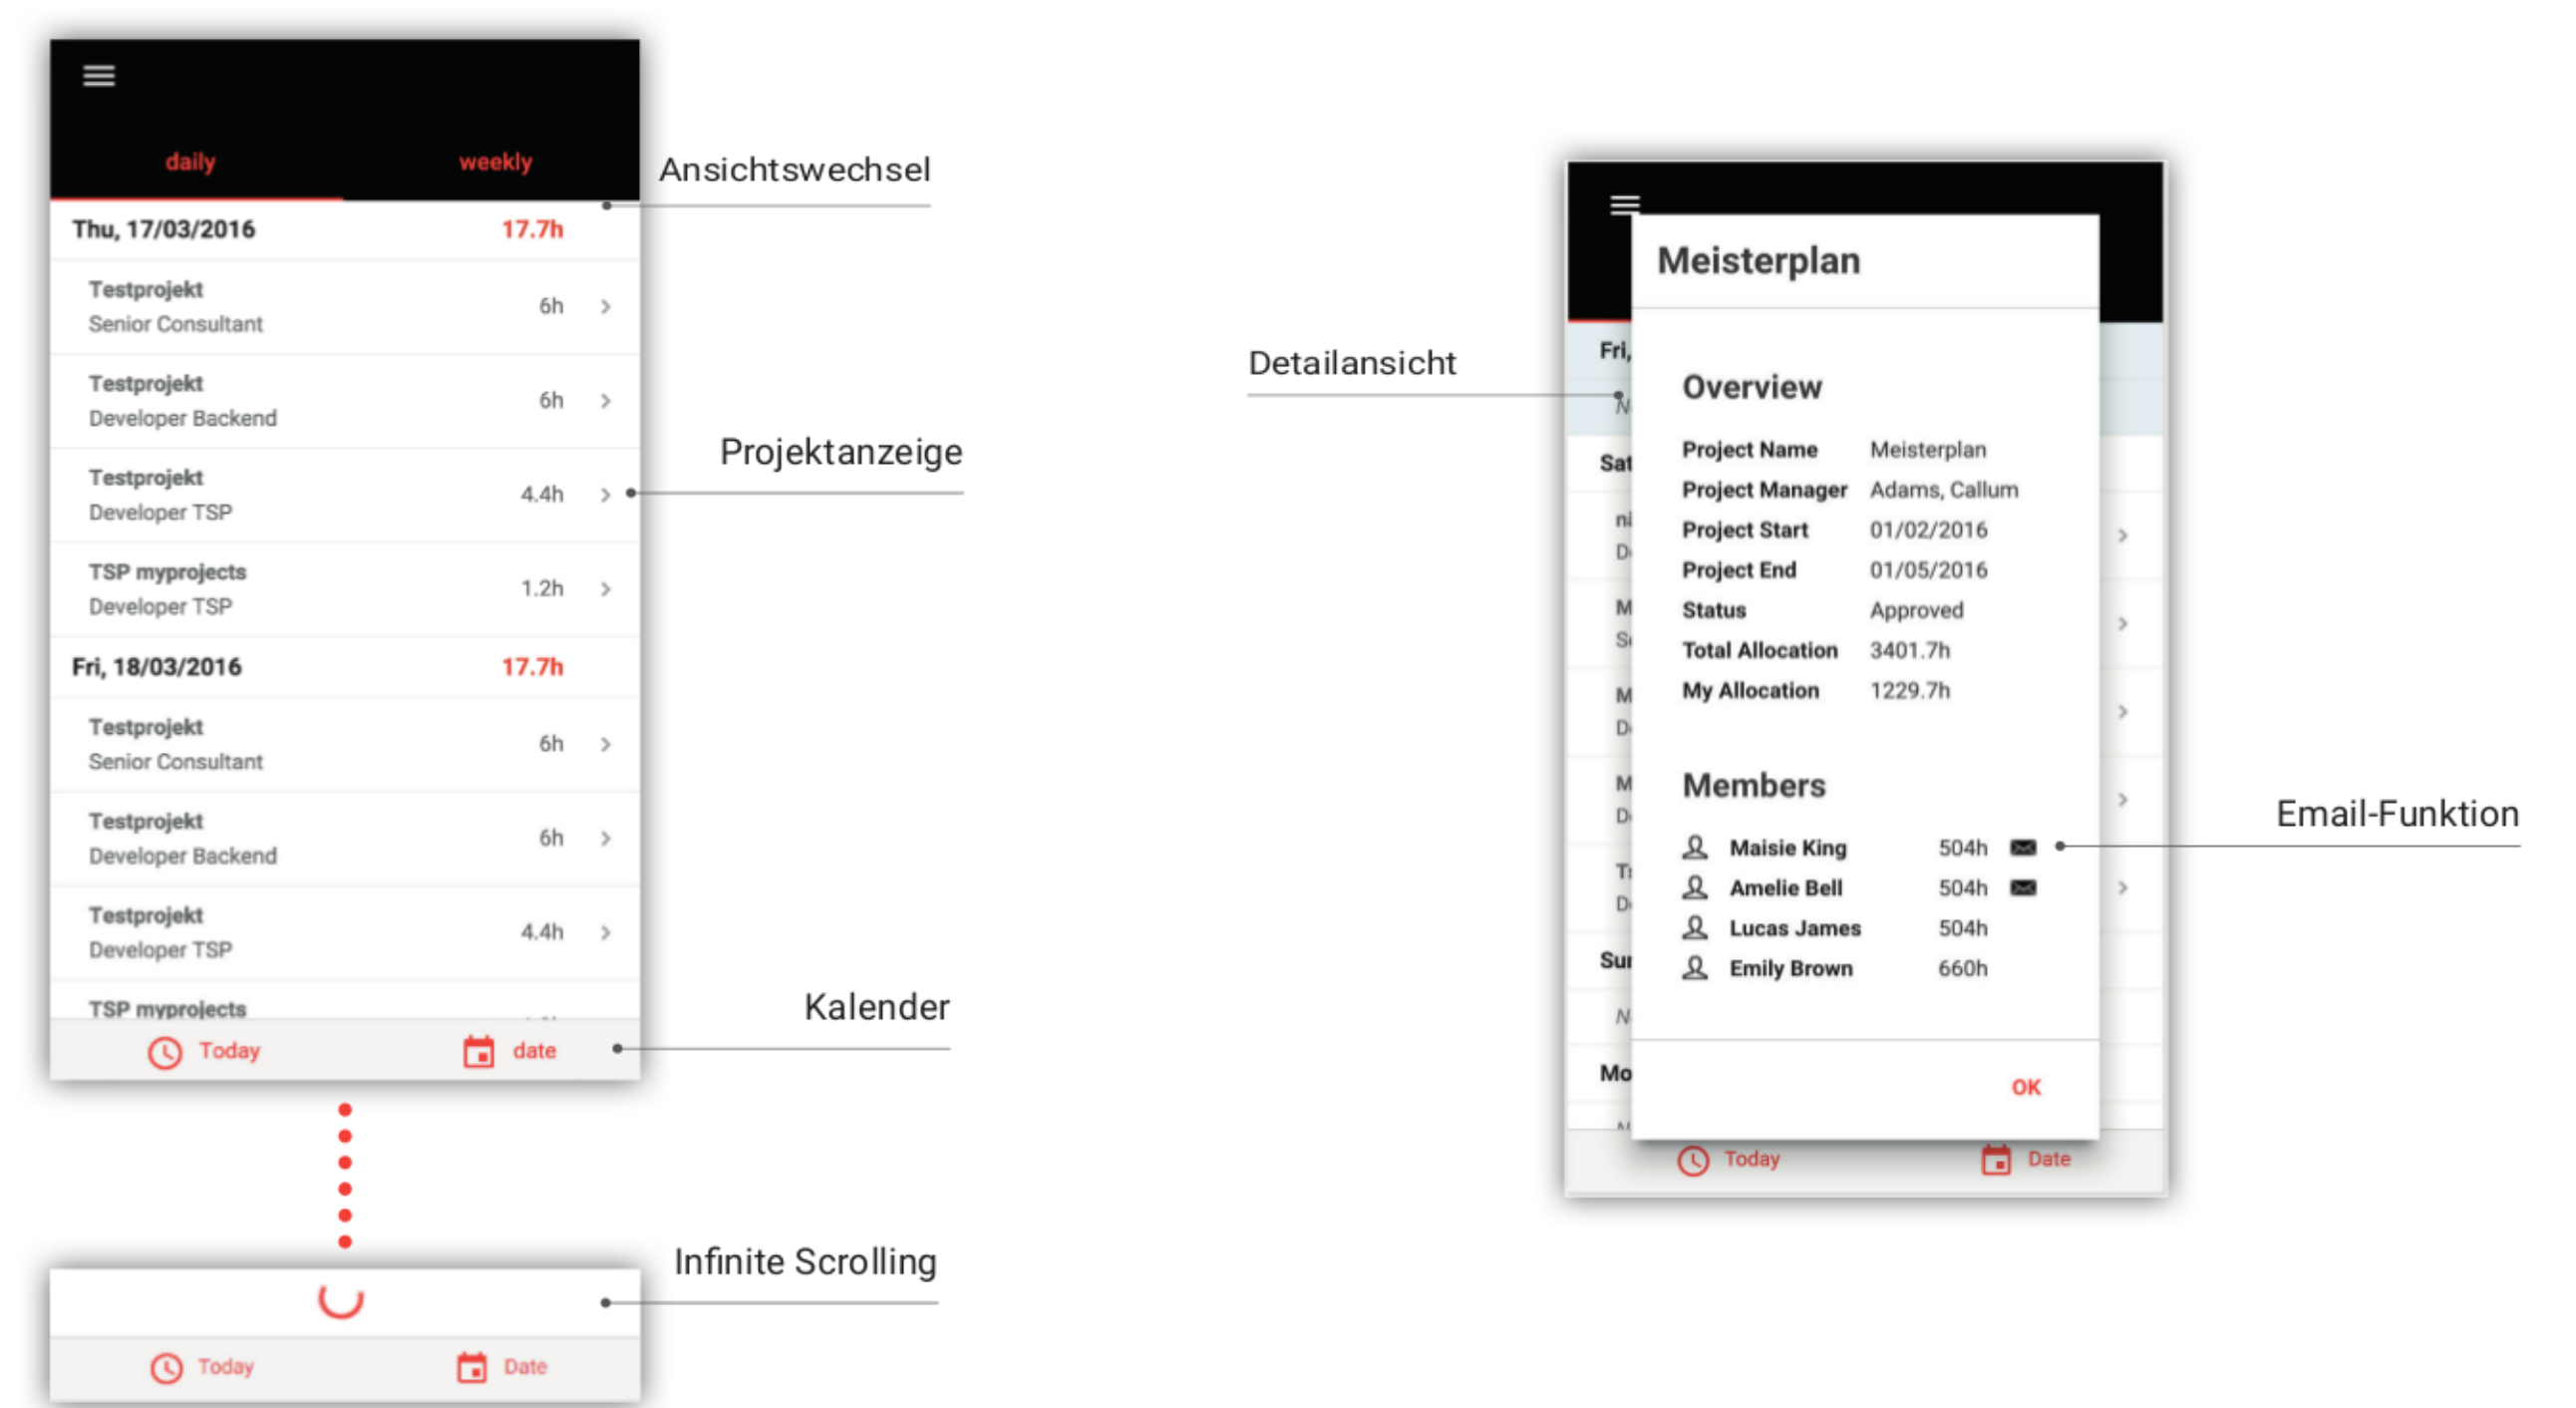 daily weekly
Ansichtswechsel
Thu, 17/03/2016 17.7h
Testprojekt
Senior Consultant
6h
Testprojekt
Developer Backend
6h
Projektanzeige
Testprojekt
Developer TSP
4.4h
TSP myprojects
Developer TSP
1.2h
Fri, 18/03/2016 17.7h
Testprojekt
Senior Consultant
6h
Testprojekt
Developer Backend
6h
Testprojekt
Developer TSP
4.4h
TSP myprojects
Kalender
Today date
Infinite Scrolling
Today Date
Detailansicht
Fri,
Sat
Mo
Meisterplan
Overview
Project Name Meisterplan
Project Manager Adams, Callum
Project Start 01/02/2016
Project End 01/05/2016
Status Approved
Total Allocation 3401.7h
My Allocation 1229.7h
Members
Maisie King 504h
Amelie Bell 504h
Lucas James 504h
Emily Brown 660h
OK
Today Date
Email-Funktion